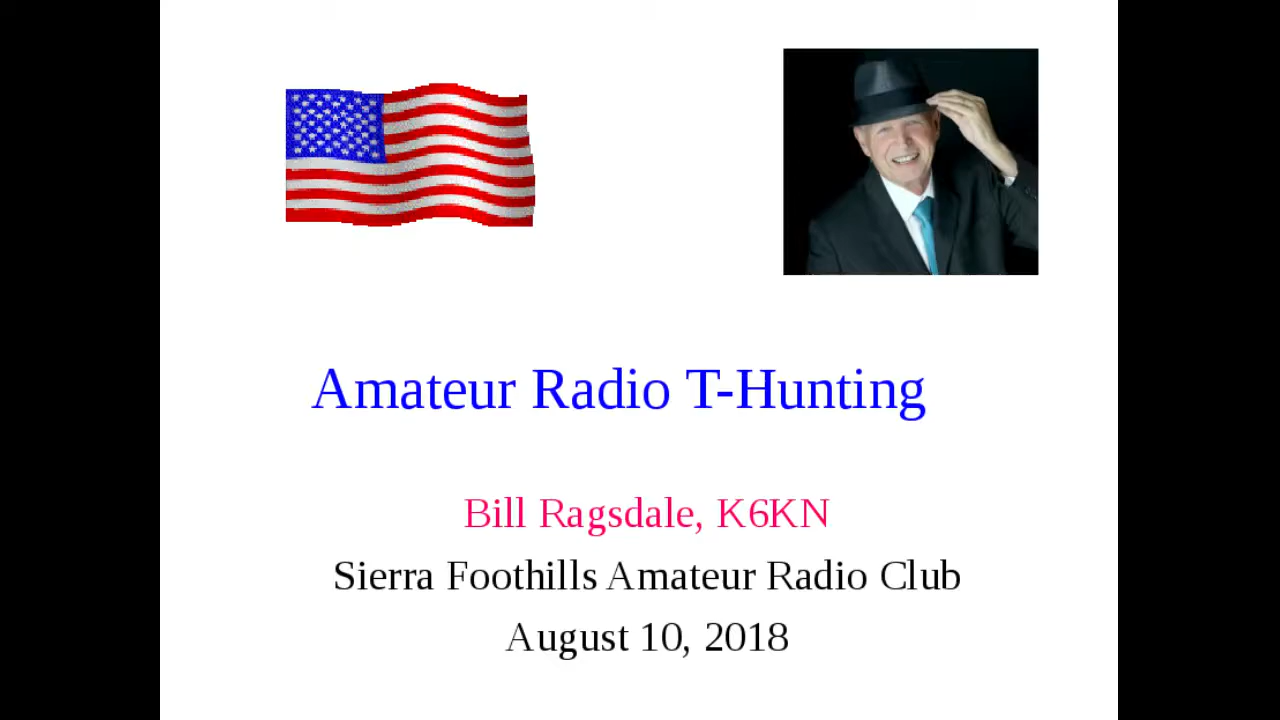 Amateur Radio T-Hunting
Bill Ragsdale, K6KN
Sierra Foothills Amateur Radio Club
August 10, 2018